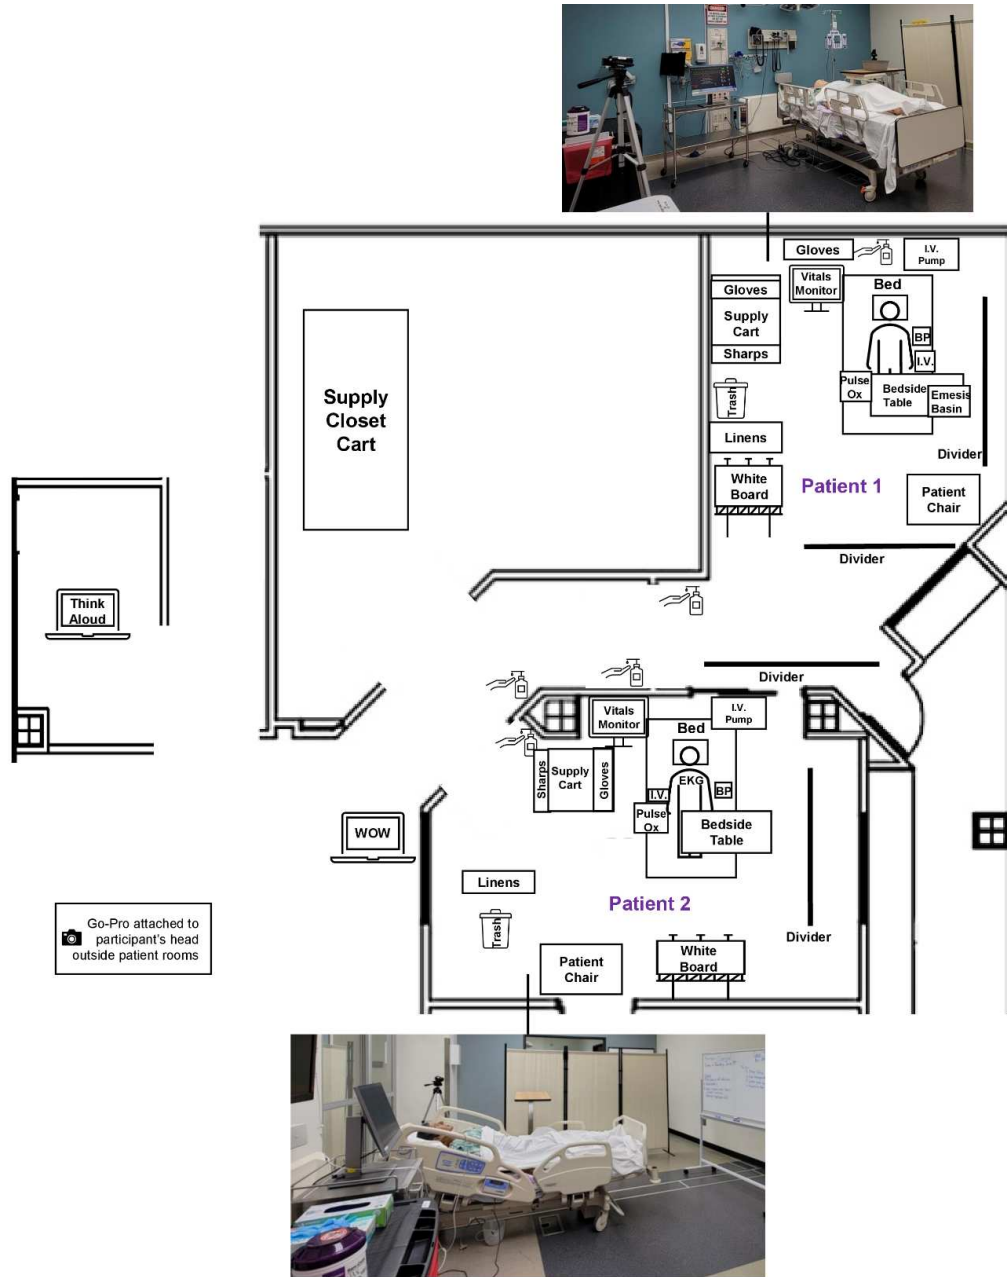 Gloves
I.V.
Pump
Vitals
Monitor
Bed
Gloves
Supply
Cart
Sharps
BP
I.V.
Pulse
Ox
Bedside
Table
Emesis
Basin
Trash
Linens
Divider
White
Board
Patient 1
Patient
Chair
Divider
Supply
Closet
Cart
Think
Aloud
Divider
Vitals
Monitor
I.V.
Pump
Bed
Sharps
Supply
Cart
Gloves
EKG
I.V.
BP
Pulse
Ox
Bedside
Table
WOW
Linens
Patient 2
Trash
Divider
White
Board
Patient
Chair
Go-Pro attached to
participant's head
outside patient rooms